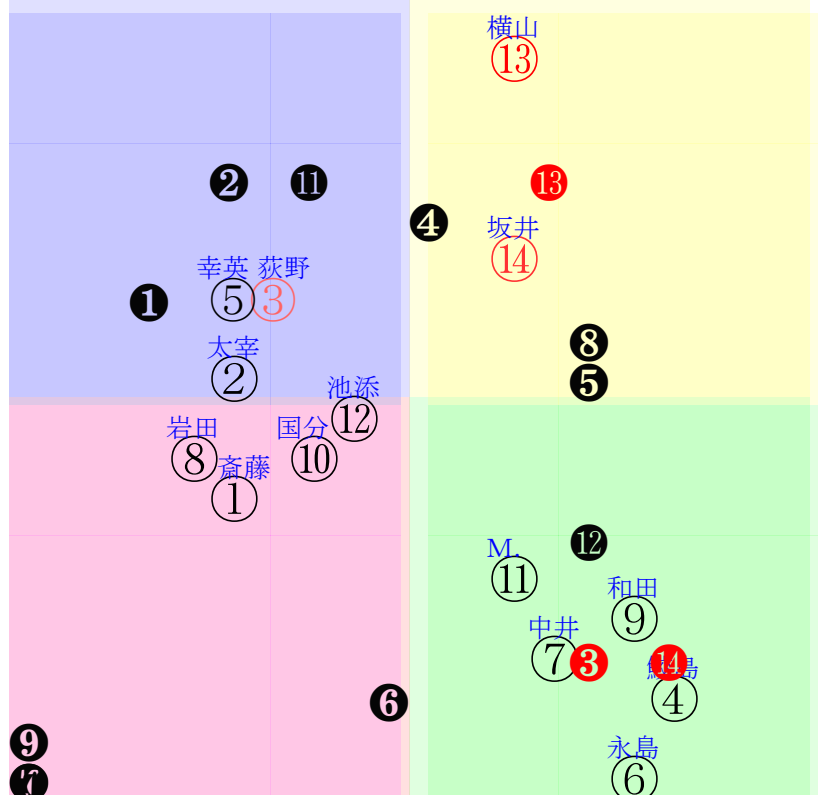 横山
⑬
❷
⓫
⓭
❹
坂井
⑭
幸英 荻野
❶
⑤
③
太宰
②
❽
❺
池添
⑫
岩田
国分
⑧
⑩
斎藤
①
M.
⓬
⑪
和田
⑨
中井
⑦
❸
⓮
島
④
❻
❾
永島
⑥
❼